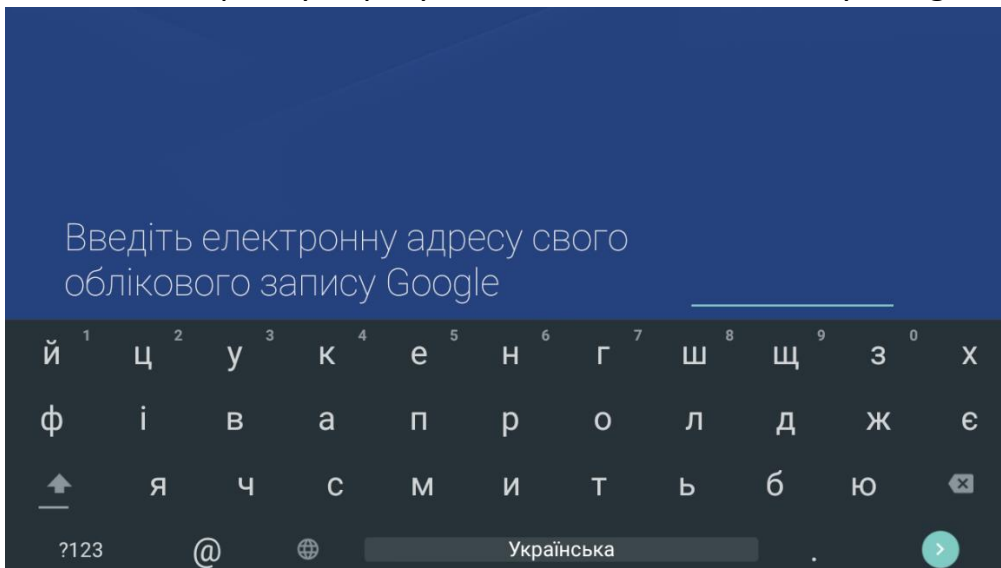 Введіть електронну адресу свого
облікового запису Google
й 1 ц 2 у 3 к 4 е 5 н 6 г 7 ш 8 щ 9 з 0 х
ф і в а п р о л д ж є
я ч с м и т ь б ю
?123 @ Українська .